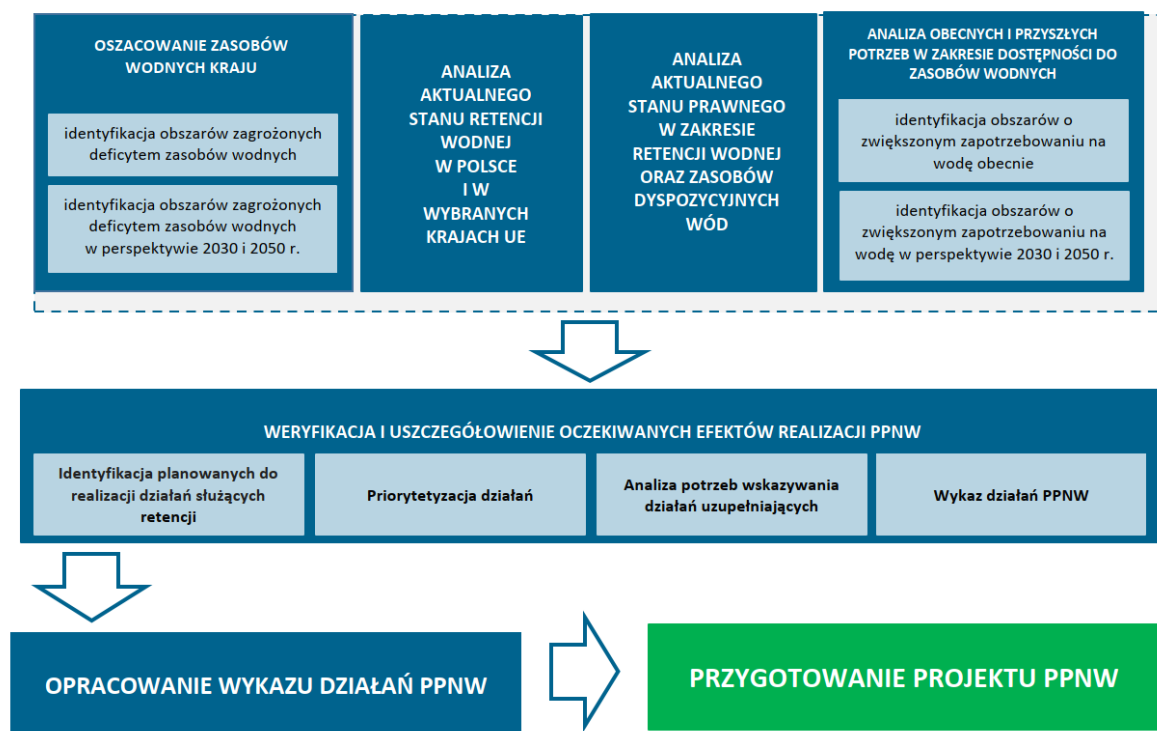 OSZACOWANIE ZASOBÓW
WODNYCH KRAJU
identyfikacja obszarów zagrożonych
deficytem zasobów wodnych
identyfikacja obszarów zagrożonych
deficytem zasobów wodnych
w perspektywie 2030 i 2050 r.
ANALIZA
AKTUALNEGO
STANU RETENCJI
WODNEJ
W POLSCE
I W
WYBRANYCH
KRAJACH UE
ANALIZA
AKTUALNEGO
STANU PRAWNEGO
W ZAKRESIE
RETENCJI WODNEJ
ORAZ ZASOBÓW
DYSPOZYCYJNYCH
WÓD
ANALIZA OBECNYCH I PRZYSZŁYCH
POTRZEB W ZAKRESIE DOSTĘPNOŚCI DO
ZASOBÓW WODNYCH
identyfikacja obszarów o
zwiększonym zapotrzebowaniu na
wodę obecnie
identyfikacja obszarów o
zwiększonym zapotrzebowaniu na
wodę w perspektywie 2030 i 2050 r.
WERYFIKACJA I USZCZEGÓŁOWIENIE OCZEKIWANYCH EFEKTÓW REALIZACJI PPNW
Identyfikacja planowanych do
realizacji działań służących
retencji
Priorytetyzacja działań
Analiza potrzeb wskazywania
działań uzupełniających
Wykaz działań PPNW
OPRACOWANIE WYKAZU DZIAŁAŃ PPNW
PRZYGOTOWANIE PROJEKTU PPNW